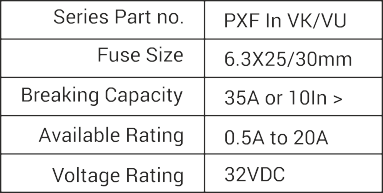 Series Part no. PXF In VK/VU
Fuse Size 6.3X25/30mm
Breaking Capacity 35A or 10In >
Available Rating 0.5A to 20A
Voltage Rating 32VDC